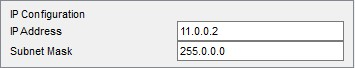 IP Configuration
IP Address 11.0.0.2
Subnet Mask 255.0.0.0